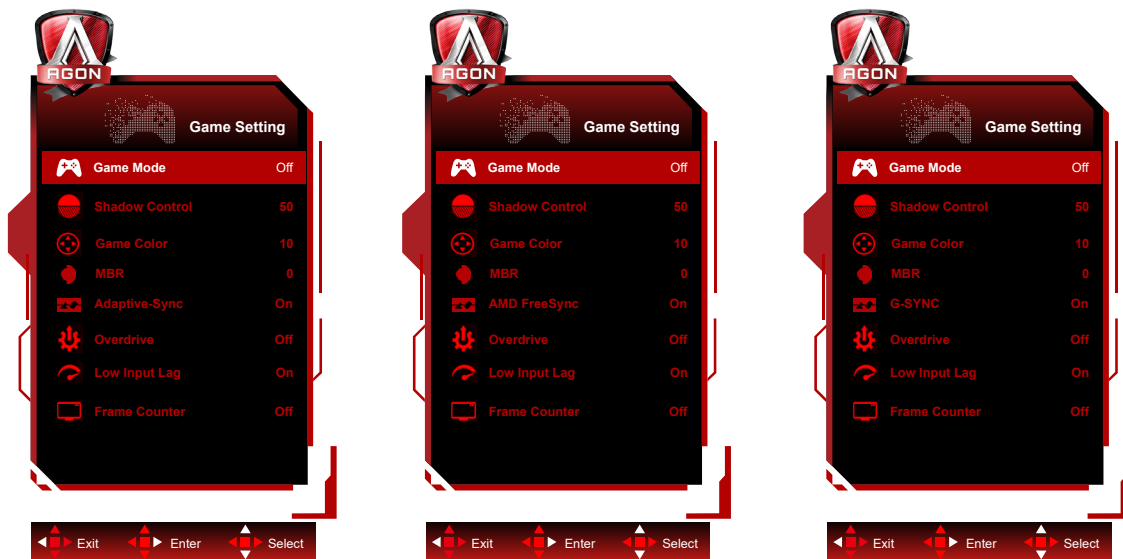 AGON
Game Setting
Game Mode Off
Shadow Control 50
Game Color 10
MBR 0
Adaptive-Sync On
Overdrive Off
Low Input Lag On
Frame Counter Off
Exit Enter Select
AGON
Game Setting
Game Mode Off
Shadow Control 50
Game Color 10
MBR 0
AMD FreeSync On
Overdrive Off
Low Input Lag On
Frame Counter Off
Exit Enter Select
AGON
Game Setting
Game Mode Off
Shadow Control 50
Game Color 10
MBR 0
G-SYNC On
Overdrive Off
Low Input Lag On
Frame Counter Off
Exit Enter Select